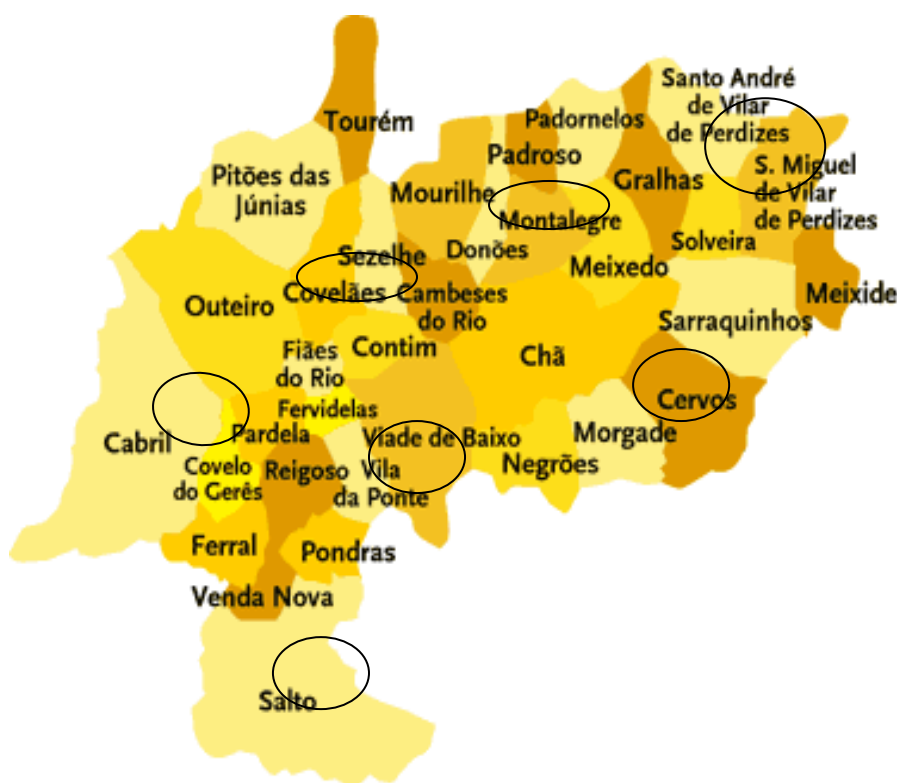 Santo André
de Vilar
de Perdizes
Tourém
Padornelos
Padroso
S. Miguel
de Vilar
de Perdizes
Pitões das
Júnias
Mourilhe
Gralhas
Montalegre
Solveira
Sezelhe
Donões
Meixedo
Covelães
Cambeses
do Rio
Meixide
Outeiro
Sarraquinhos
Fiães
do Rio
Contim
Chã
Cervos
Fervidelas
Pardela
Viade de Baixo
Morgade
Cabril
Covelo
do Gerês
Reigoso
Vila
da Ponte
Negrões
Ferral
Pondras
Venda Nova
Salto